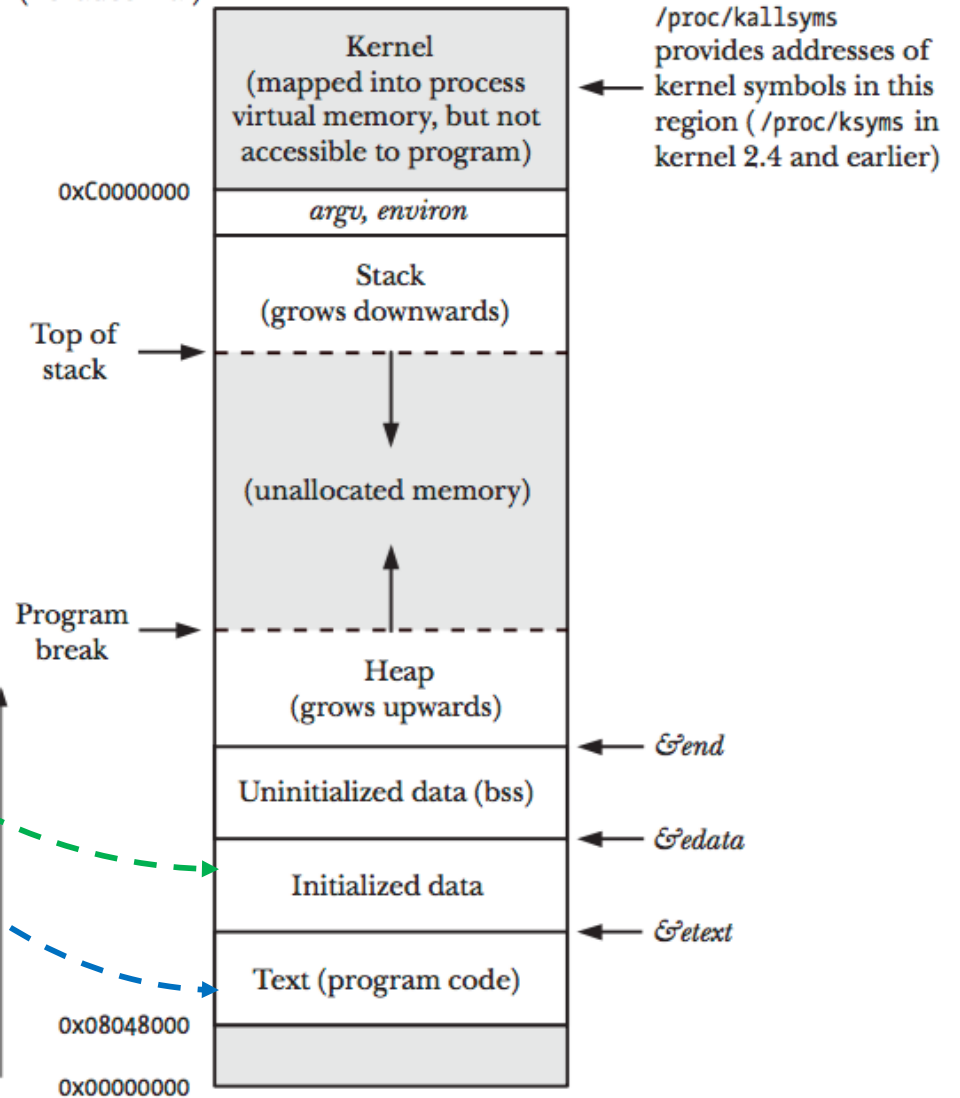 /proc/kallsyms
provides addresses of
kernel symbols in this
region (/proc/ksyms in
kernel 2.4 and earlier)
Kernel
(mapped into process
virtual memory, but not
accessible to program)
0xC0000000
argv, environ
Stack
(grows downwards)
Top of
stack
(unallocated memory)
Program
break
Heap
(grows upwards)
&end
Uninitialized data (bss)
&edata
Initialized data
&etext
Text (program code)
0x08048000
0x00000000